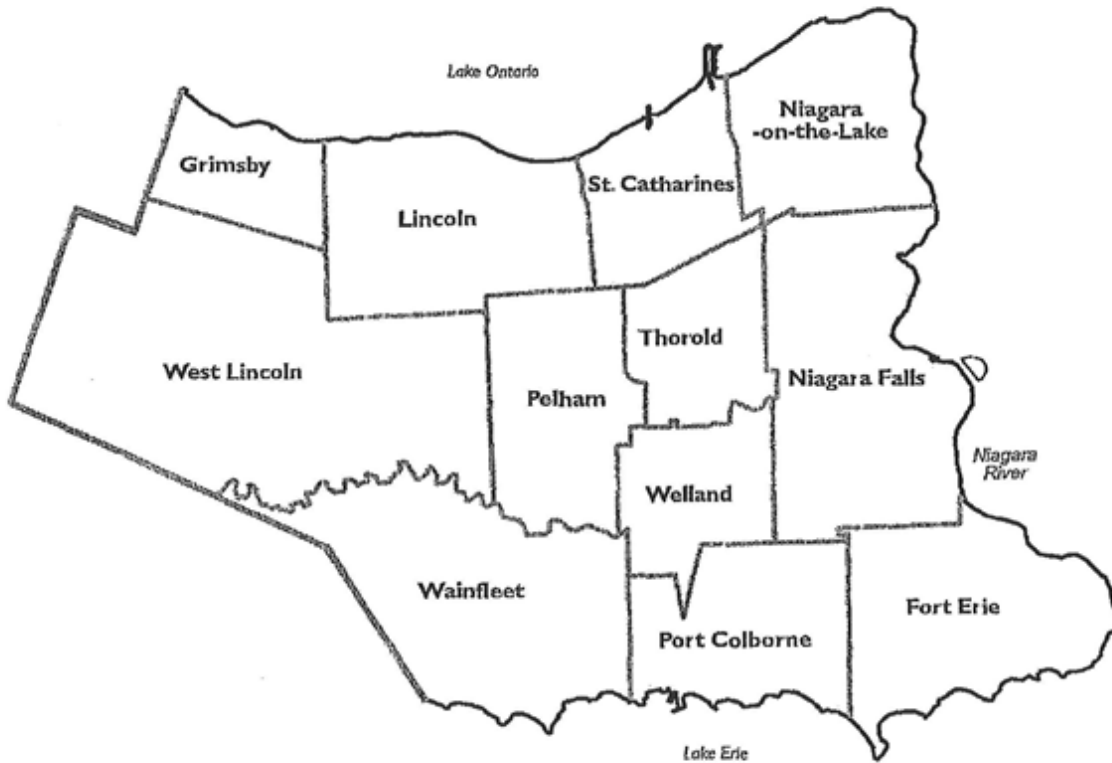 Lake Ontario
Niagara
-on-the-Lake
Grimsby
St. Catharines
Lincoln
Thorold
West Lincoln
Niagara Falls
Pelham
Niagara
River
Welland
Wainfleet
Fort Erie
Port Colborne
Lake Erie